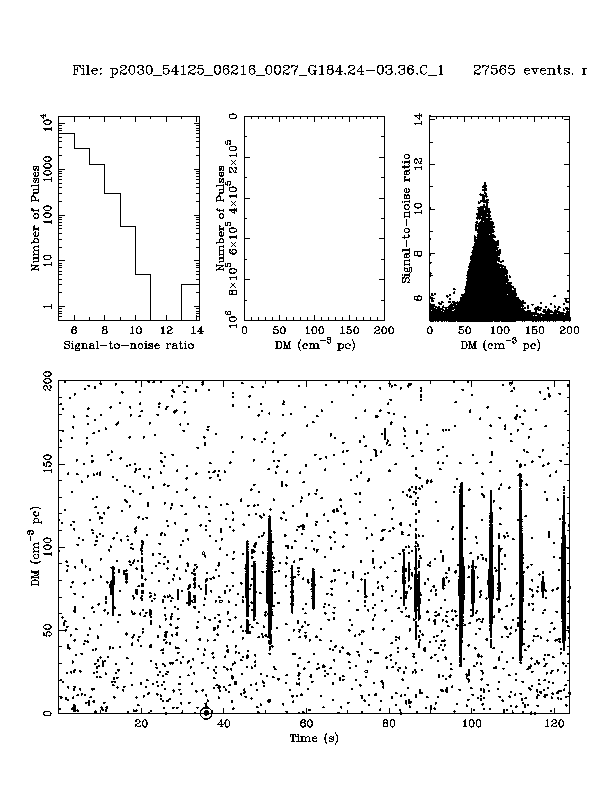 File: p2030_54125_06216_0027_G184.24-03.36.C_1 27565 events. r
Number of Pulses
1 10 100 1000 10⁴
6 8 10 12 14
Signal-to-noise ratio
Number of Pulses
10⁶ 8×10⁵ 6×10⁵ 4×10⁵ 2×10⁵ 0
0 50 100 150 200
DM (cm⁻³ pc)
Signal-to-noise ratio
6 8 10 12 14
0 50 100 150 200
DM (cm⁻³ pc)
DM (cm⁻³ pc)
0 50 100 150 200
20 40 60 80 100 120
Time (s)